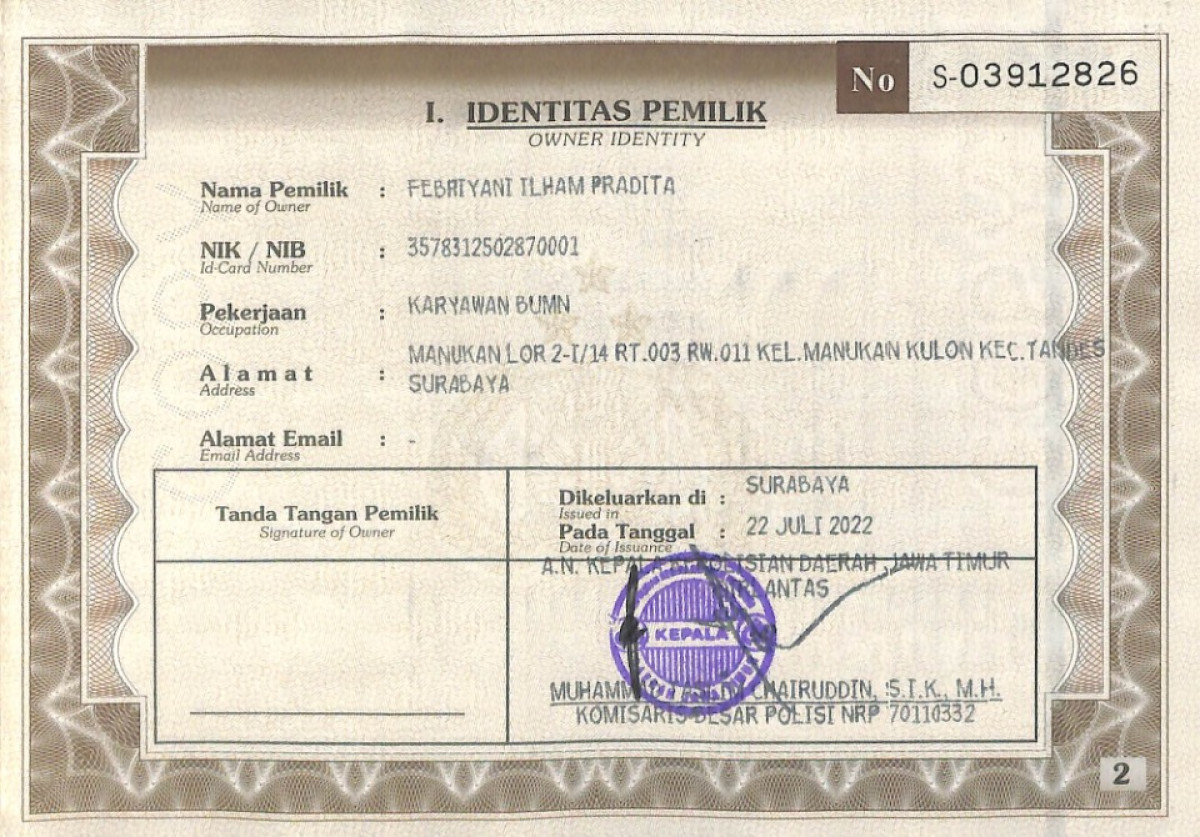 No S-03912826
I. IDENTITAS PEMILIK
OWNER IDENTITY
Nama Pemilik : FEBRIYANI ILHAM PRADITA
Name of Owner
NIK / NIB : 3578312502870001
Id-Card Number
Pekerjaan : KARYAWAN BUMN
Occupation
Alamat : MANUKAN LOR 2-I/14 RT.003 RW.011 KEL.MANUKAN KULON KEC.TANDES
SURABAYA
Address
Alamat Email : -
Email Address
Tanda Tangan Pemilik
Signature of Owner
Dikeluarkan di : SURABAYA
Issued in
Pada Tanggal : 22 JULI 2022
Date of Issuance
A.N. KEPALA DAERAH JAWA TIMUR
KEPALA
MUHAMMAD CHAIRUDDIN, S.I.K., M.H.
KOMISARIS BESAR POLISI NRP 70110332
2